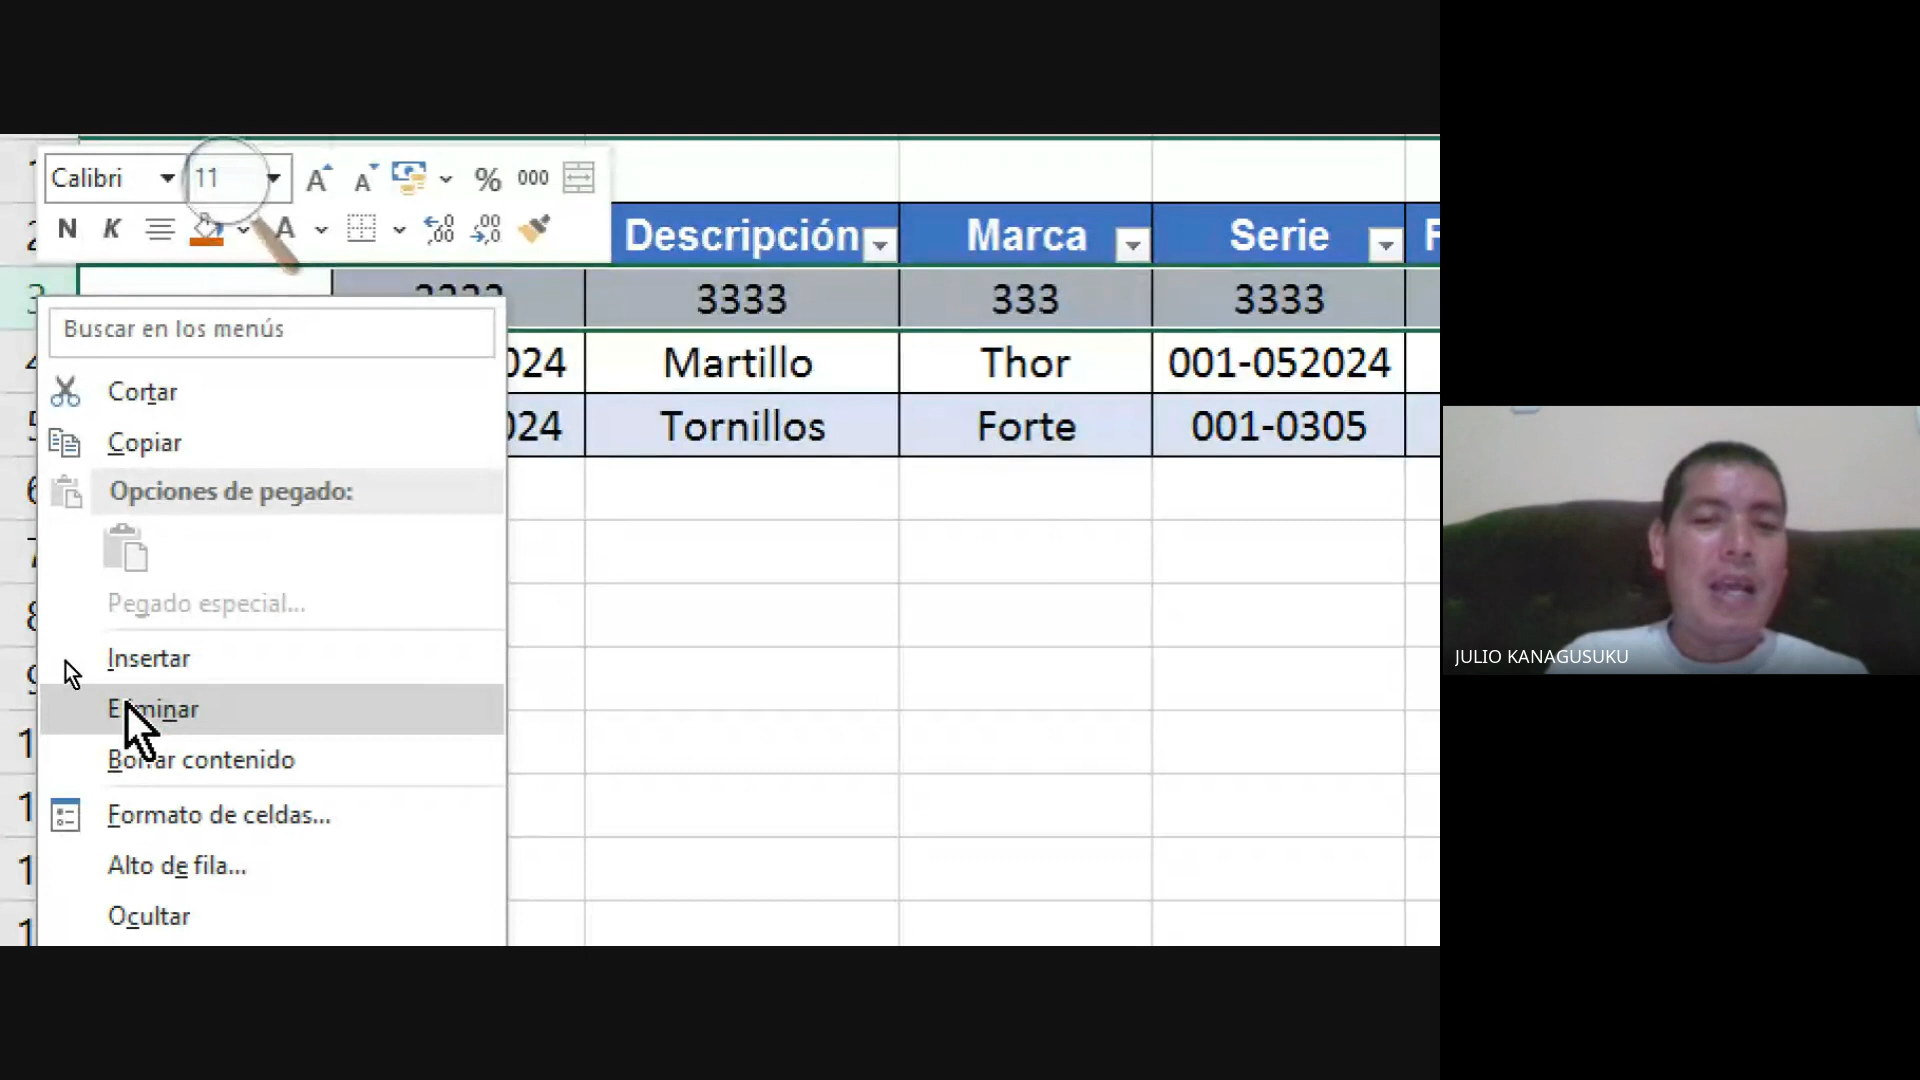 Calibri 11 % 000
N K A
Descripción Marca Serie F
3 3333 3333 333 3333
024 Martillo Thor 001-052024
024 Tornillos Forte 001-0305
Buscar en los menús
Cortar
Copiar
Opciones de pegado:
Pegado especial...
Insertar
Eliminar
Borrar contenido
Formato de celdas...
Alto de fila...
Ocultar
JULIO KANAGUSUKU